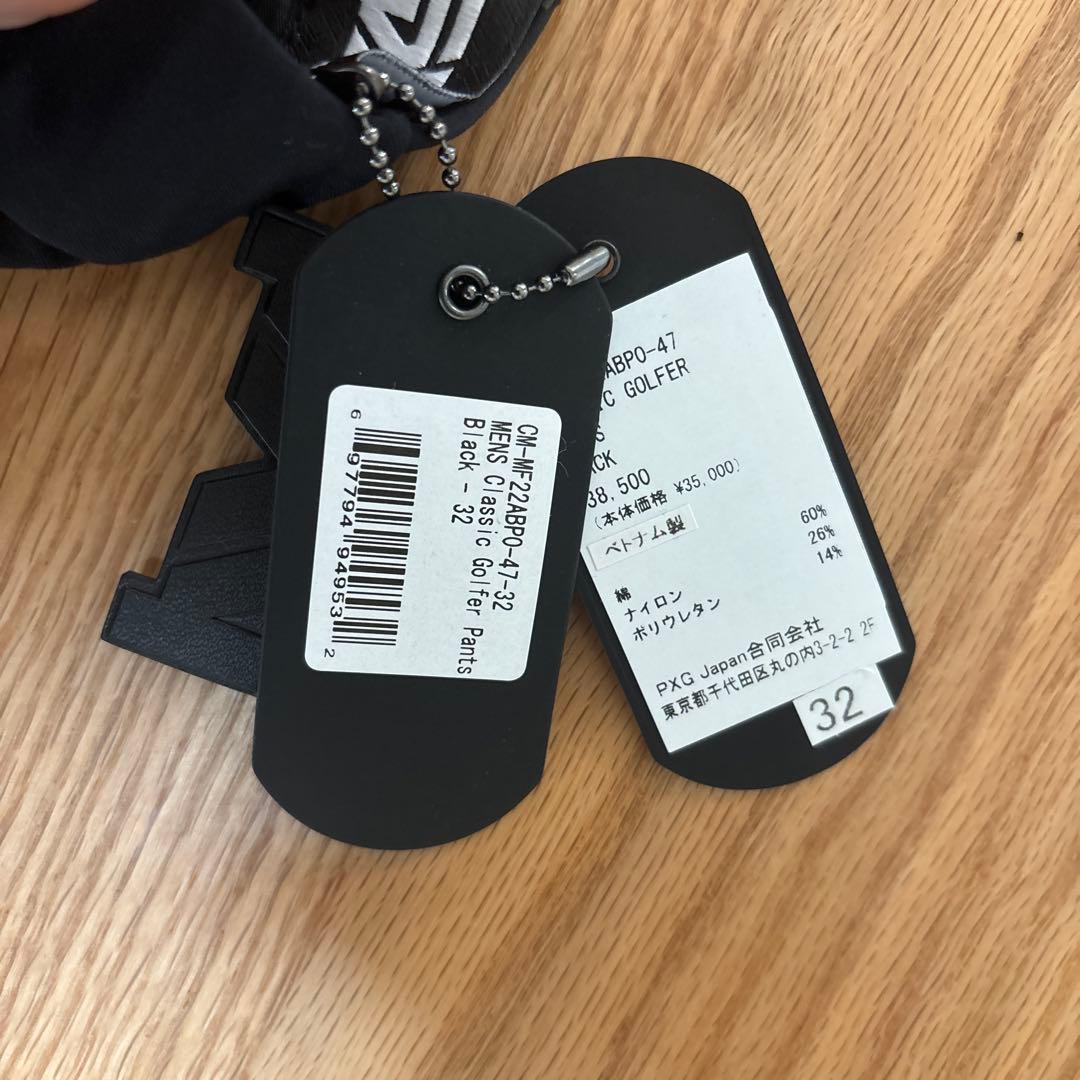 CM-MF22ABPO-47-32
MENS Classic Golfer Pants
Black - 32
6 97794 94953 2
ABPO-47
C GOLFER
S
CK
38,500
(本体価格 ¥35,000)
ベトナム製
綿 60%
ナイロン 26%
ポリウレタン 14%
PXG Japan合同会社
東京都千代田区丸の内3-2-2 2F
32